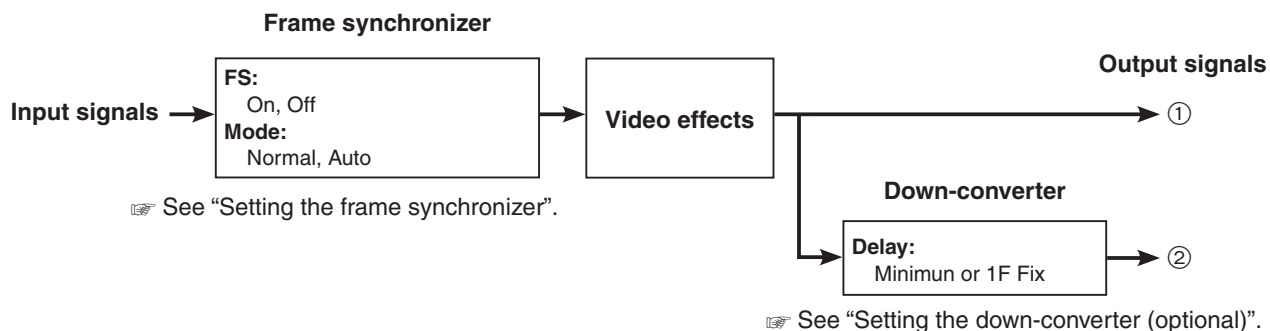 Frame synchronizer
FS:
On, Off
Mode:
Normal, Auto
Input signals
Video effects
Output signals
①
☞ See “Setting the frame synchronizer”.
Down-converter
Delay:
Minimun or 1F Fix
②
☞ See “Setting the down-converter (optional)”.